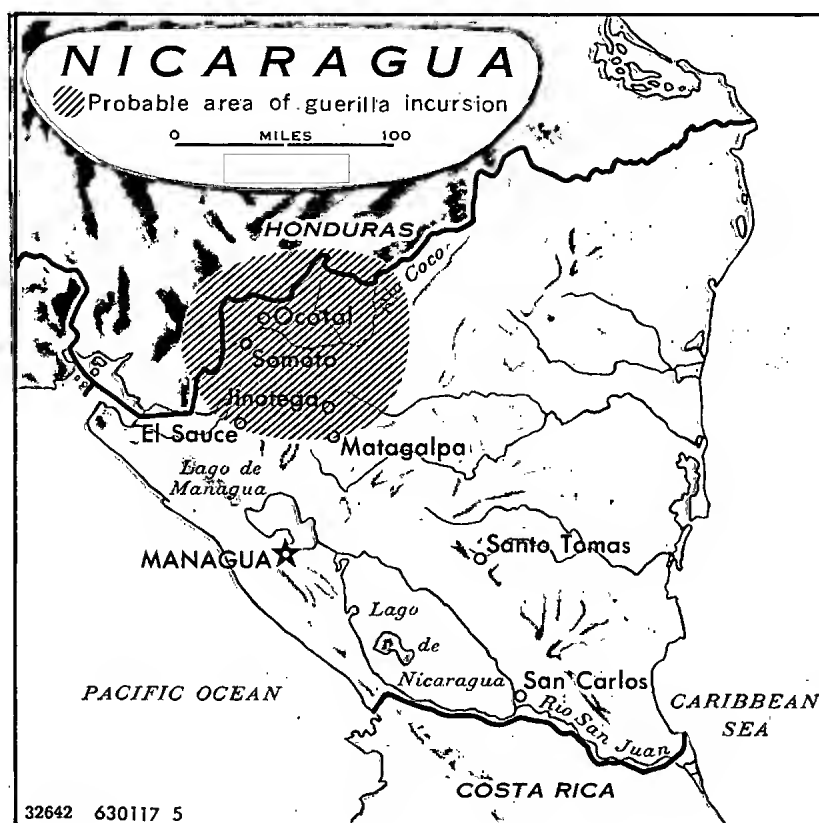 NICARAGUA
Probable area of guerilla incursion
0 MILES 100
HONDURAS
Coco
Ocotal
Somoto
Jinotega
El Sauce
Matagalpa
Lago de
Managua
MANAGUA
Santo Tomas
Lago
de
Nicaragua
San Carlos
Rio San Juan
PACIFIC OCEAN
CARIBBEAN
SEA
COSTA RICA
32642 630117 5